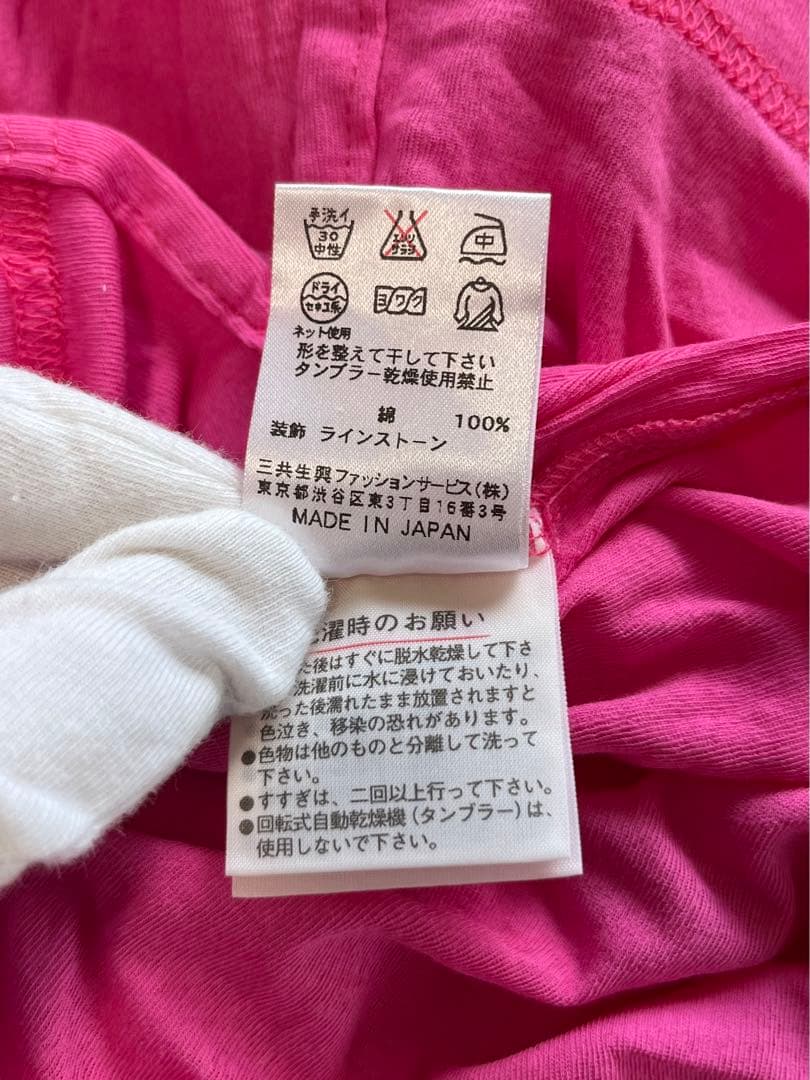 手洗イ
30
中性
エンソ
サラシ
中
ドライ
セキユ系
ヨワク
ネット使用
形を整えて干して下さい
タンブラー乾燥使用禁止
綿 100%
装飾 ラインストーン
三共生興ファッションサービス(株)
東京都渋谷区東3丁目16番3号
MADE IN JAPAN
濯時のお願い
た後はすぐに脱水乾燥して下さ
洗濯前に水に浸けておいたり、
洗った後濡れたまま放置されますと
色泣き、移染の恐れがあります。
●色物は他のものと分離して洗って
下さい。
●すすぎは、二回以上行って下さい。
●回転式自動乾燥機(タンブラー)は、
使用しないで下さい。